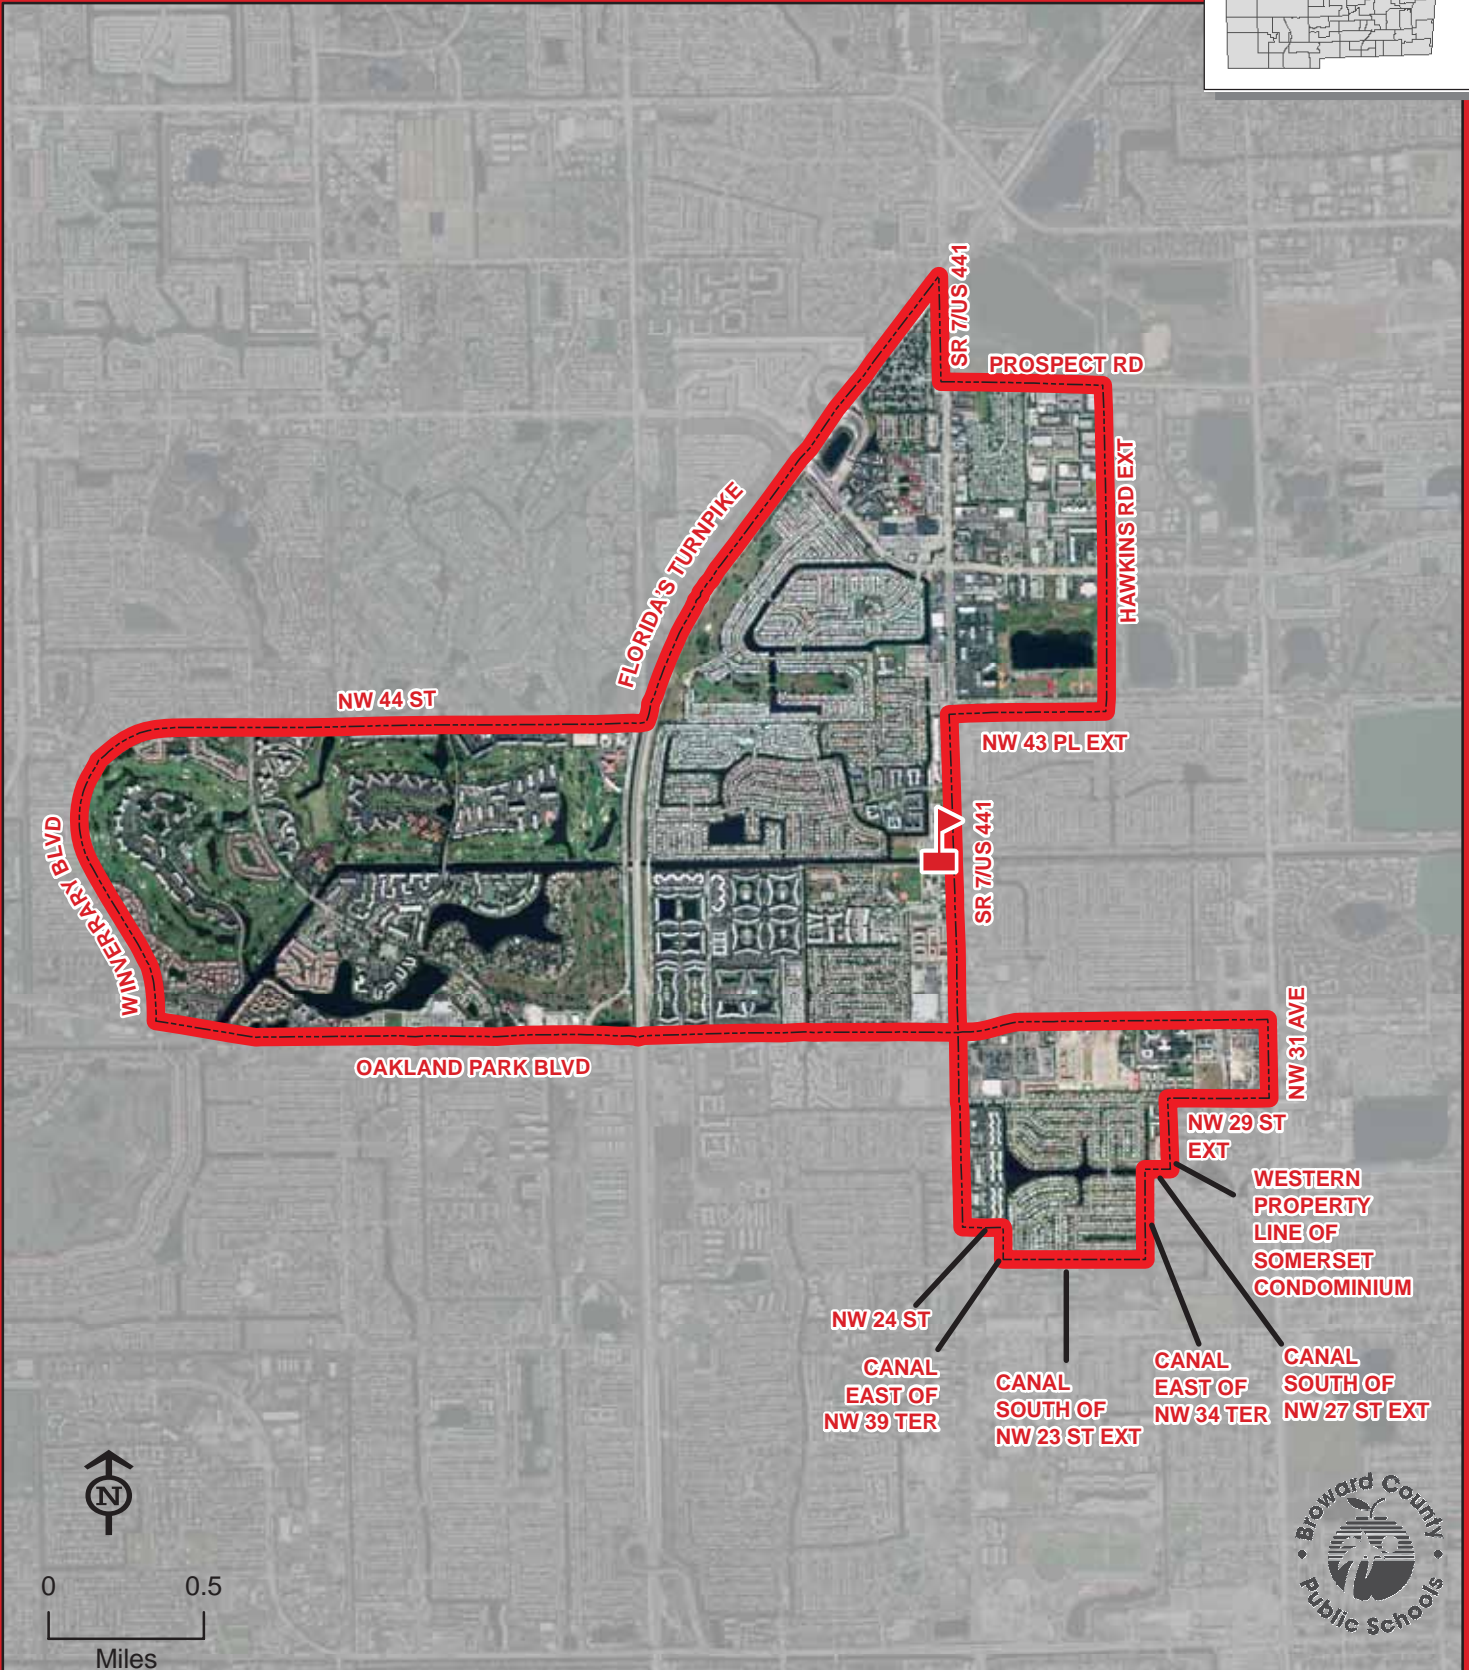 SR 7/US 441
PROSPECT RD
HAWKINS RD EXT
FLORIDA'S TURNPIKE
NW 44 ST
NW 43 PL EXT
SR 7/US 441
W INVERRARY BLVD
NW 31 AVE
OAKLAND PARK BLVD
NW 29 ST
EXT
WESTERN
PROPERTY
LINE OF
SOMERSET
CONDOMINIUM
NW 24 ST
CANAL
EAST OF
NW 39 TER
CANAL
SOUTH OF
NW 23 ST EXT
CANAL
EAST OF
NW 34 TER
CANAL
SOUTH OF
NW 27 ST EXT
N
0 0.5
Miles
Broward County
Public Schools